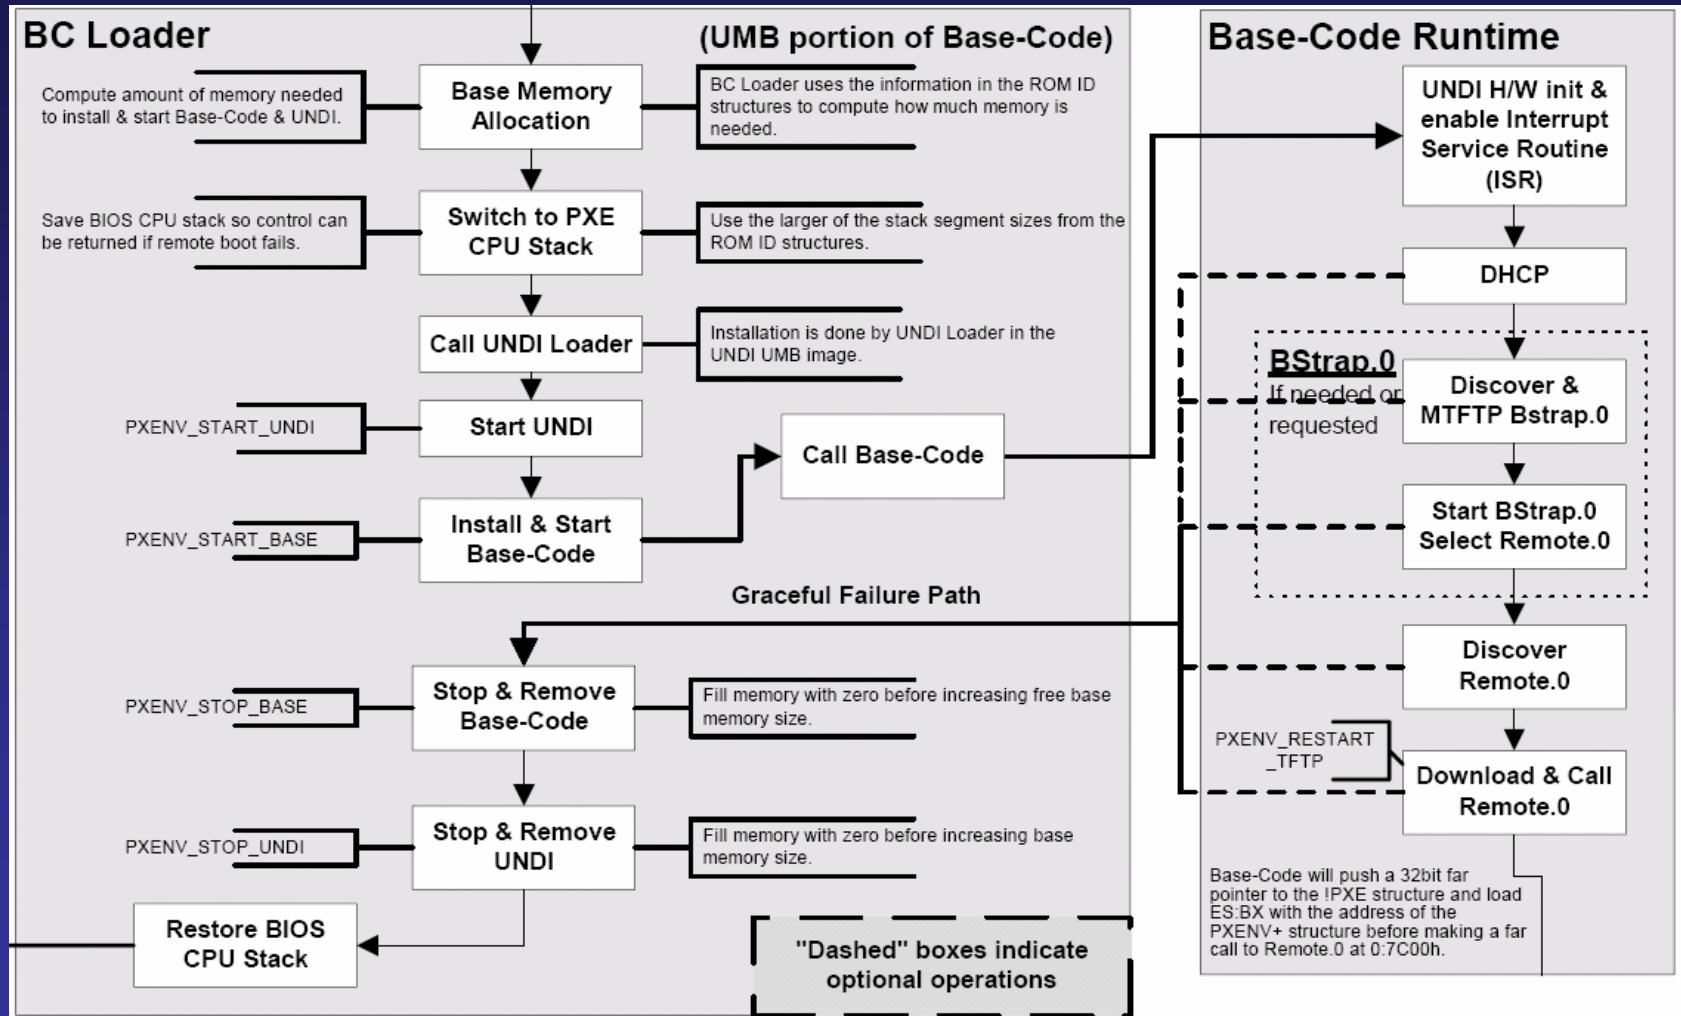 BC Loader
(UMB portion of Base-Code)
Compute amount of memory needed
to install & start Base-Code & UNDI.
Base Memory
Allocation
BC Loader uses the information in the ROM ID
structures to compute how much memory is
needed.
Save BIOS CPU stack so control can
be returned if remote boot fails.
Switch to PXE
CPU Stack
Use the larger of the stack segment sizes from the
ROM ID structures.
Call UNDI Loader
Installation is done by UNDI Loader in the
UNDI UMB image.
PXENV_START_UNDI
Start UNDI
Call Base-Code
PXENV_START_BASE
Install & Start
Base-Code
Graceful Failure Path
PXENV_STOP_BASE
Stop & Remove
Base-Code
Fill memory with zero before increasing free base
memory size.
PXENV_STOP_UNDI
Stop & Remove
UNDI
Fill memory with zero before increasing base
memory size.
Restore BIOS
CPU Stack
"Dashed" boxes indicate
optional operations
Base-Code Runtime
UNDI H/W init &
enable Interrupt
Service Routine
(ISR)
DHCP
BStrap.0
If needed or
requested
Discover &
MTFTP Bstrap.0
Start BStrap.0
Select Remote.0
Discover
Remote.0
PXENV_RESTART
_TFTP
Download & Call
Remote.0
Base-Code will push a 32bit far
pointer to the !PXE structure and load
ES:BX with the address of the
PXENV+ structure before making a far
call to Remote.0 at 0:7C00h.